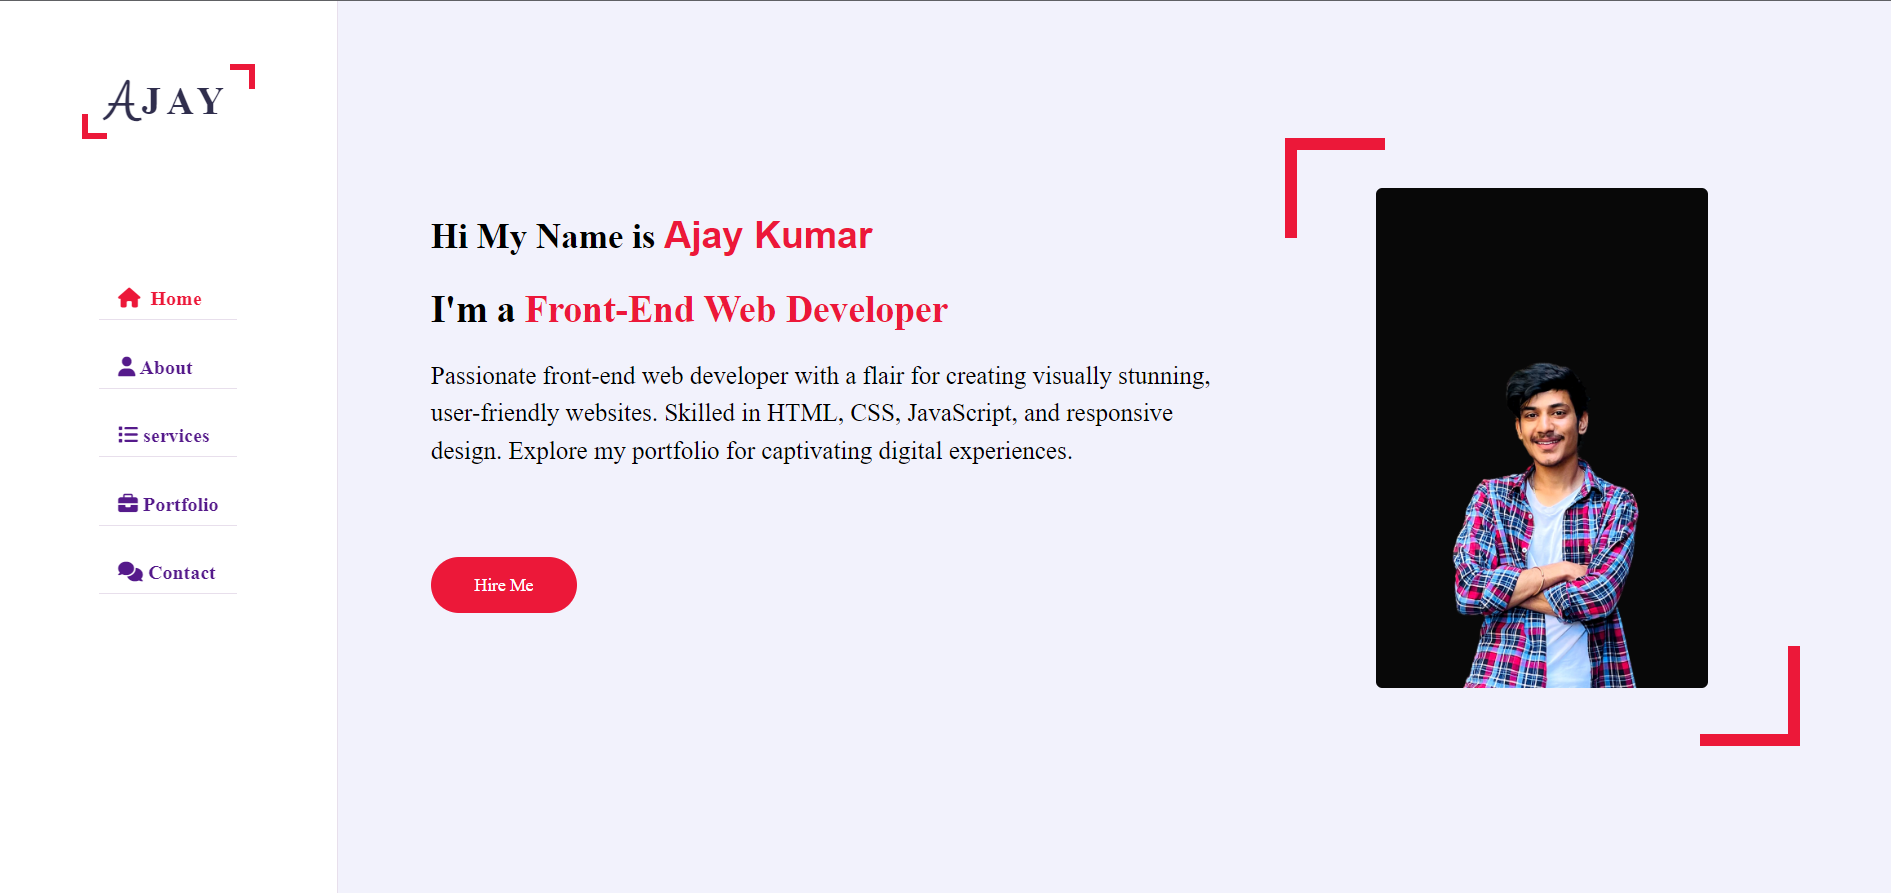 AJAY
Home
About
services
Portfolio
Contact
Hi My Name is Ajay Kumar
I'm a Front-End Web Developer
Passionate front-end web developer with a flair for creating visually stunning,
user-friendly websites. Skilled in HTML, CSS, JavaScript, and responsive
design. Explore my portfolio for captivating digital experiences.
Hire Me